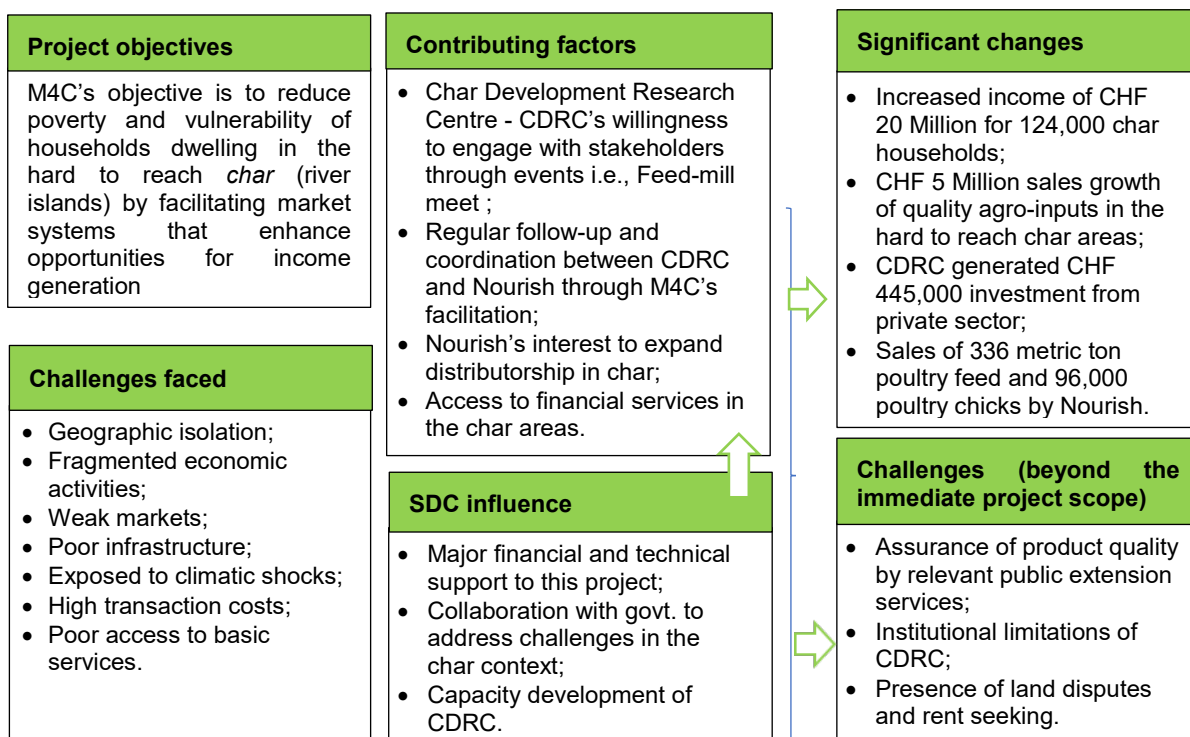 Project objectives
M4C's objective is to reduce
poverty and vulnerability of
households dwelling in the
hard to reach char (river
islands) by facilitating market
systems that enhance
opportunities for income
generation
Challenges faced
• Geographic isolation;
• Fragmented economic
activities;
• Weak markets;
• Poor infrastructure;
• Exposed to climatic shocks;
• High transaction costs;
• Poor access to basic
services.
Contributing factors
• Char Development Research
Centre - CDRC's willingness
to engage with stakeholders
through events i.e., Feed-mill
meet ;
• Regular follow-up and
coordination between CDRC
and Nourish through M4C's
facilitation;
• Nourish's interest to expand
distributorship in char;
• Access to financial services in
the char areas.
SDC influence
• Major financial and technical
support to this project;
• Collaboration with govt. to
address challenges in the
char context;
• Capacity development of
CDRC.
Significant changes
• Increased income of CHF
20 Million for 124,000 char
households;
• CHF 5 Million sales growth
of quality agro-inputs in the
hard to reach char areas;
• CDRC generated CHF
445,000 investment from
private sector;
• Sales of 336 metric ton
poultry feed and 96,000
poultry chicks by Nourish.
Challenges (beyond the
immediate project scope)
• Assurance of product quality
by relevant public extension
services;
• Institutional limitations of
CDRC;
• Presence of land disputes
and rent seeking.